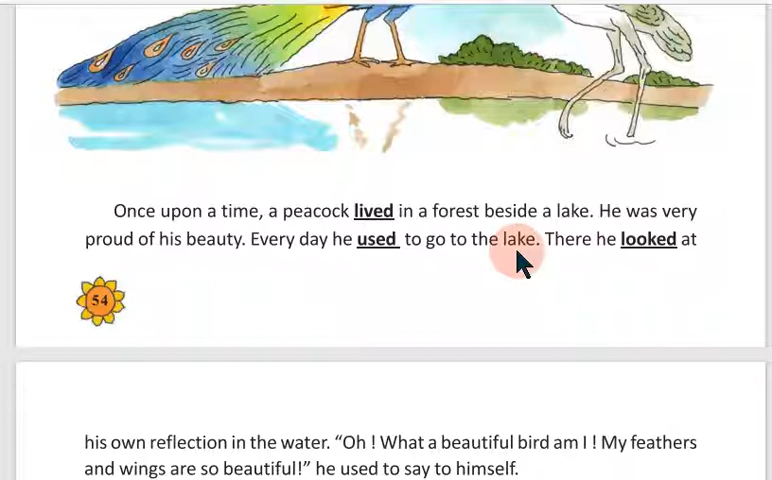 Once upon a time, a peacock lived in a forest beside a lake. He was very
proud of his beauty. Every day he used to go to the lake. There he looked at
54
his own reflection in the water. “Oh ! What a beautiful bird am I ! My feathers
and wings are so beautiful!” he used to say to himself.